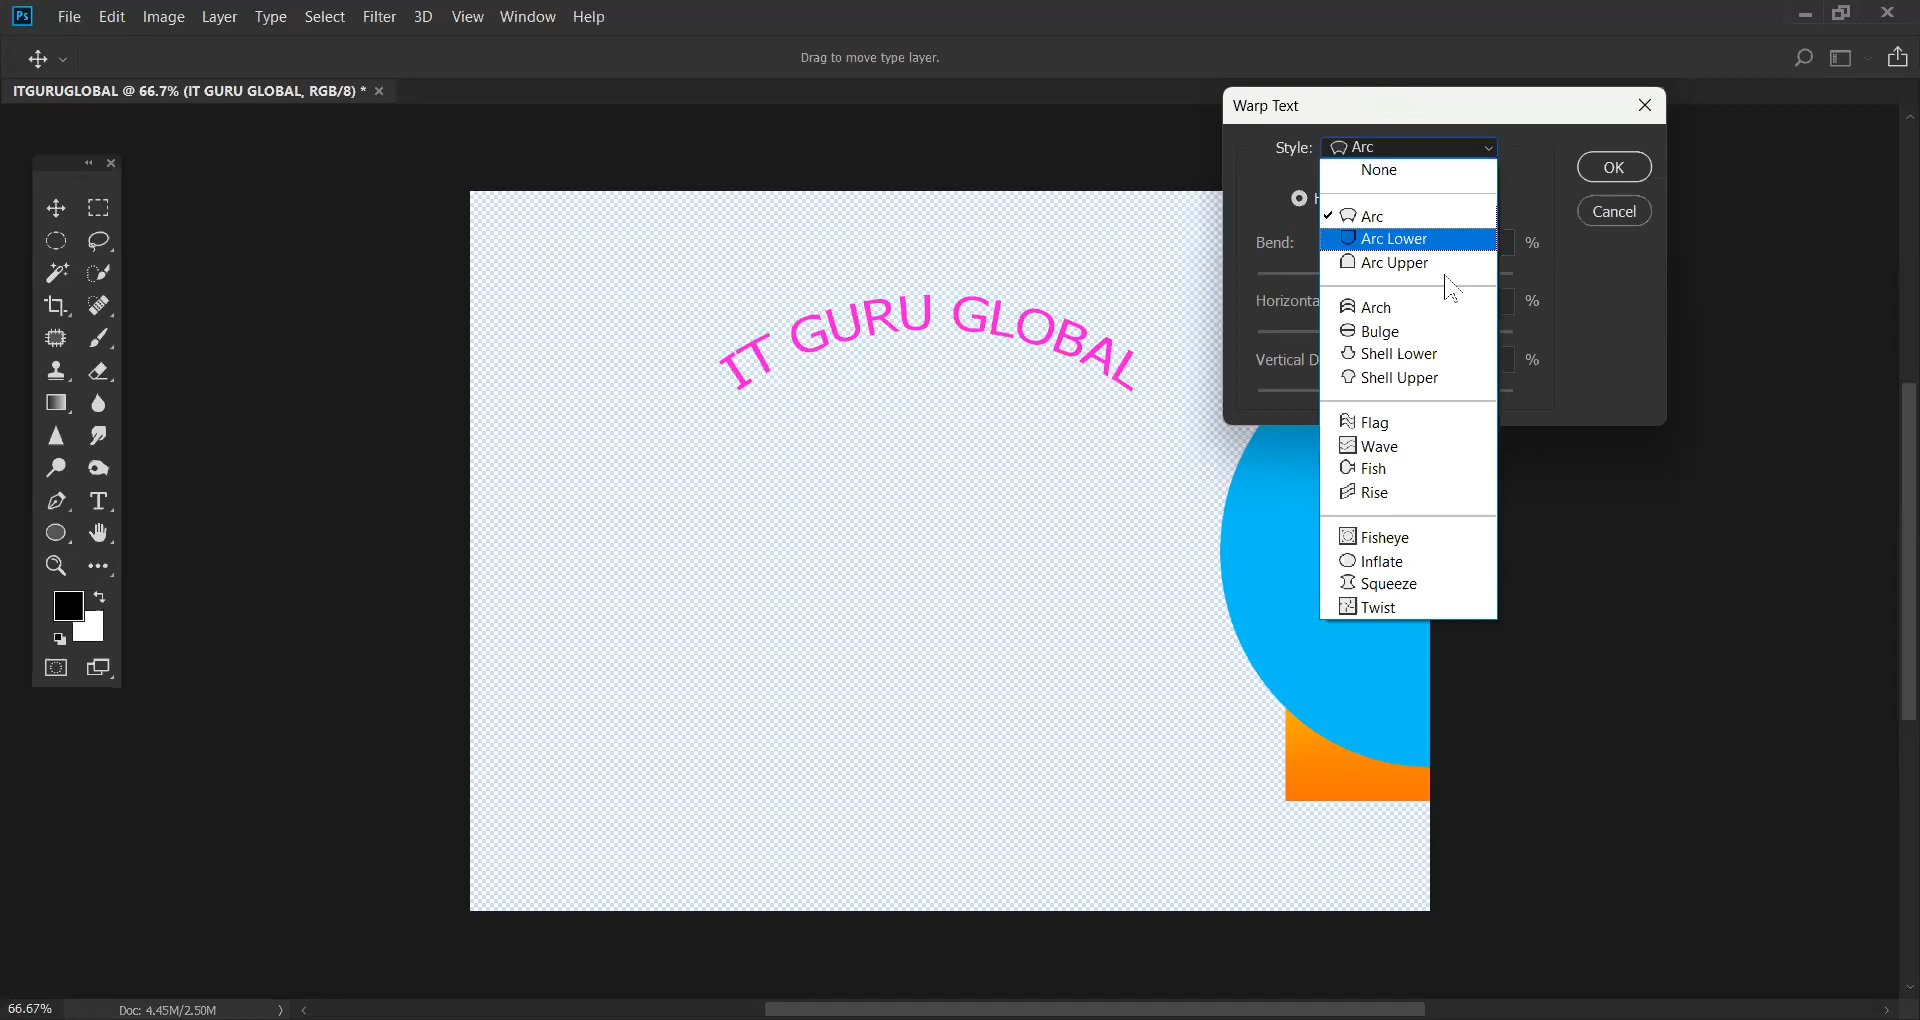 Ps File Edit Image Layer Type Select Filter 3D View Window Help
Drag to move type layer.
ITGURUGLOBAL @ 66.7% (IT GURU GLOBAL, RGB/8) *
Warp Text
Style: Arc
None
OK
Arc
Cancel
Bend: Arc Lower %
Arc Upper
Horizonta %
Arch
Bulge
Shell Lower
Vertical D %
Shell Upper
Flag
Wave
Fish
Rise
Fisheye
Inflate
Squeeze
Twist
IT GURU GLOBAL
T
66.67% Doc: 4.45M/2.50M